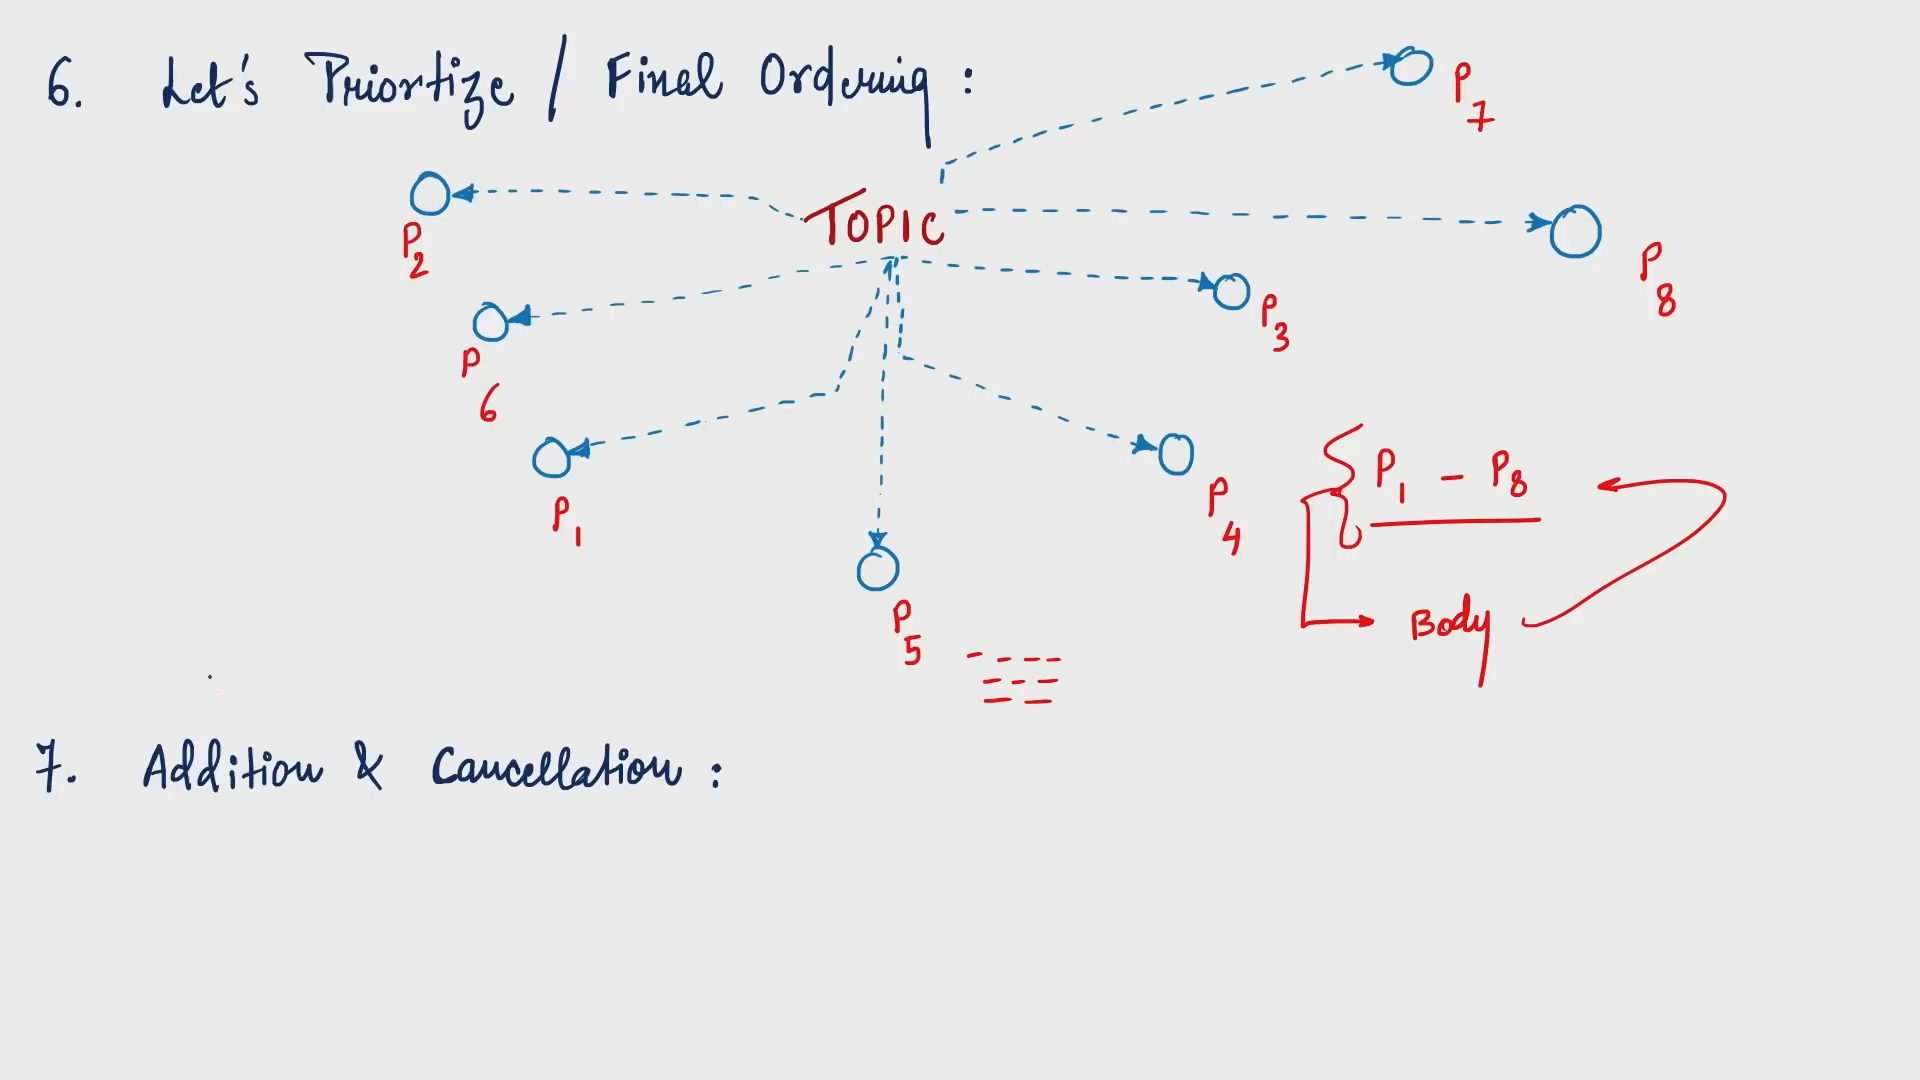 6. Let's Priortize / Final Ordering :
P7
TOPIC
P2
P8
P3
P6
P1
P4
P1 - P8
P5
Body
7. Addition & Cancellation :